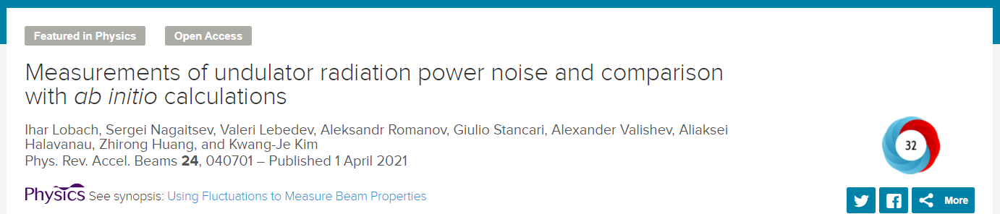 Featured in Physics Open Access
Measurements of undulator radiation power noise and comparison
with ab initio calculations
Ihar Lobach, Sergei Nagaitsev, Valeri Lebedev, Aleksandr Romanov, Giulio Stancari, Alexander Valishev, Aliaksei
Halavanau, Zhirong Huang, and Kwang-Je Kim
Phys. Rev. Accel. Beams 24, 040701 – Published 1 April 2021
32
Physics See synopsis: Using Fluctuations to Measure Beam Properties
More